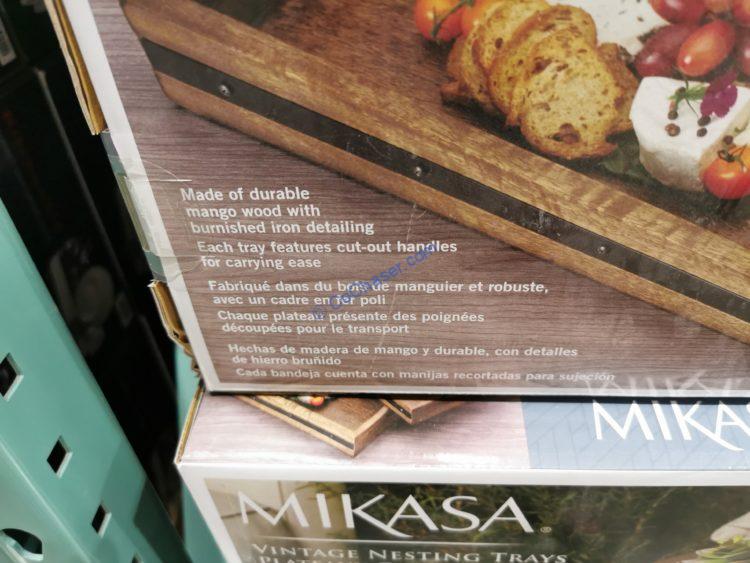 Made of durable
mango wood with
burnished iron detailing
Each tray features cut-out handles
for carrying ease
Fabriqué dans du bois de manguier et robuste,
avec un cadre en fer poli
Chaque plateau présente des poignées
découpées pour le transport
Hechas de madera de mango y durable, con detalles
de hierro bruñido
Cada bandeja cuenta con manijas recortadas para sujeción
MIKA
MIKASA®
VINTAGE NESTING TRAYS